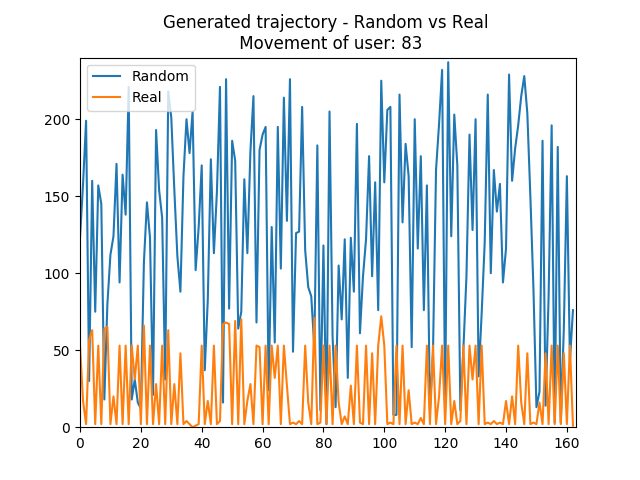 Generated trajectory - Random vs Real
Movement of user: 83
Random
Real
200
150
100
50
0
0 20 40 60 80 100 120 140 160